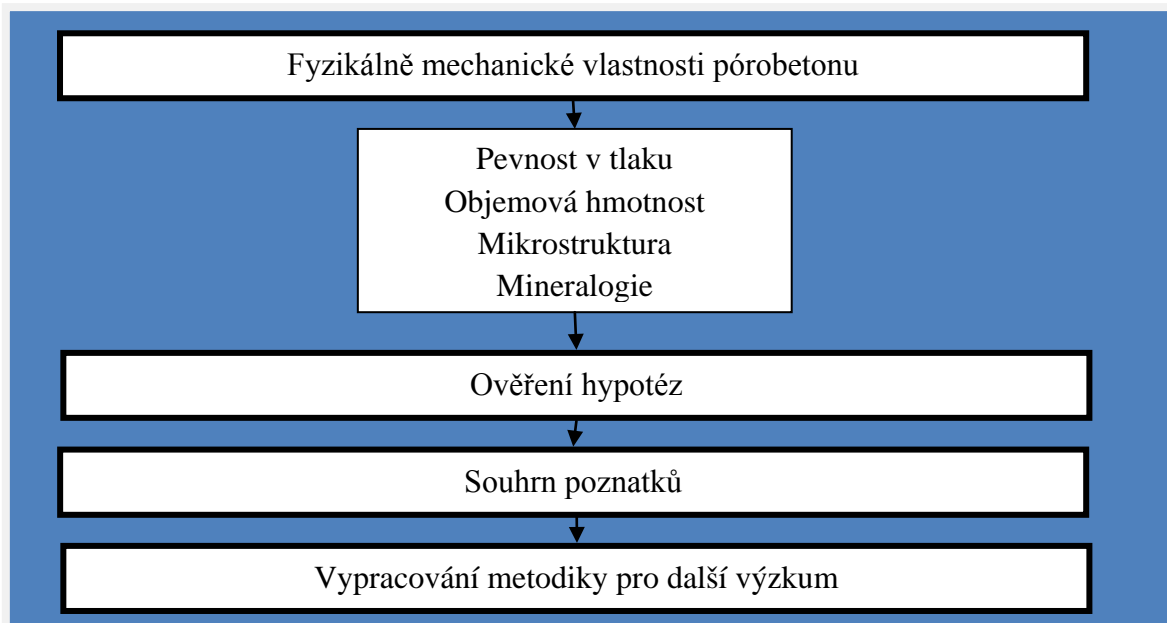 Fyzikálně mechanické vlastnosti pórobetonu
Pevnost v tlaku
Objemová hmotnost
Mikrostruktura
Mineralogie
Ověření hypotéz
Souhrn poznatků
Vypracování metodiky pro další výzkum